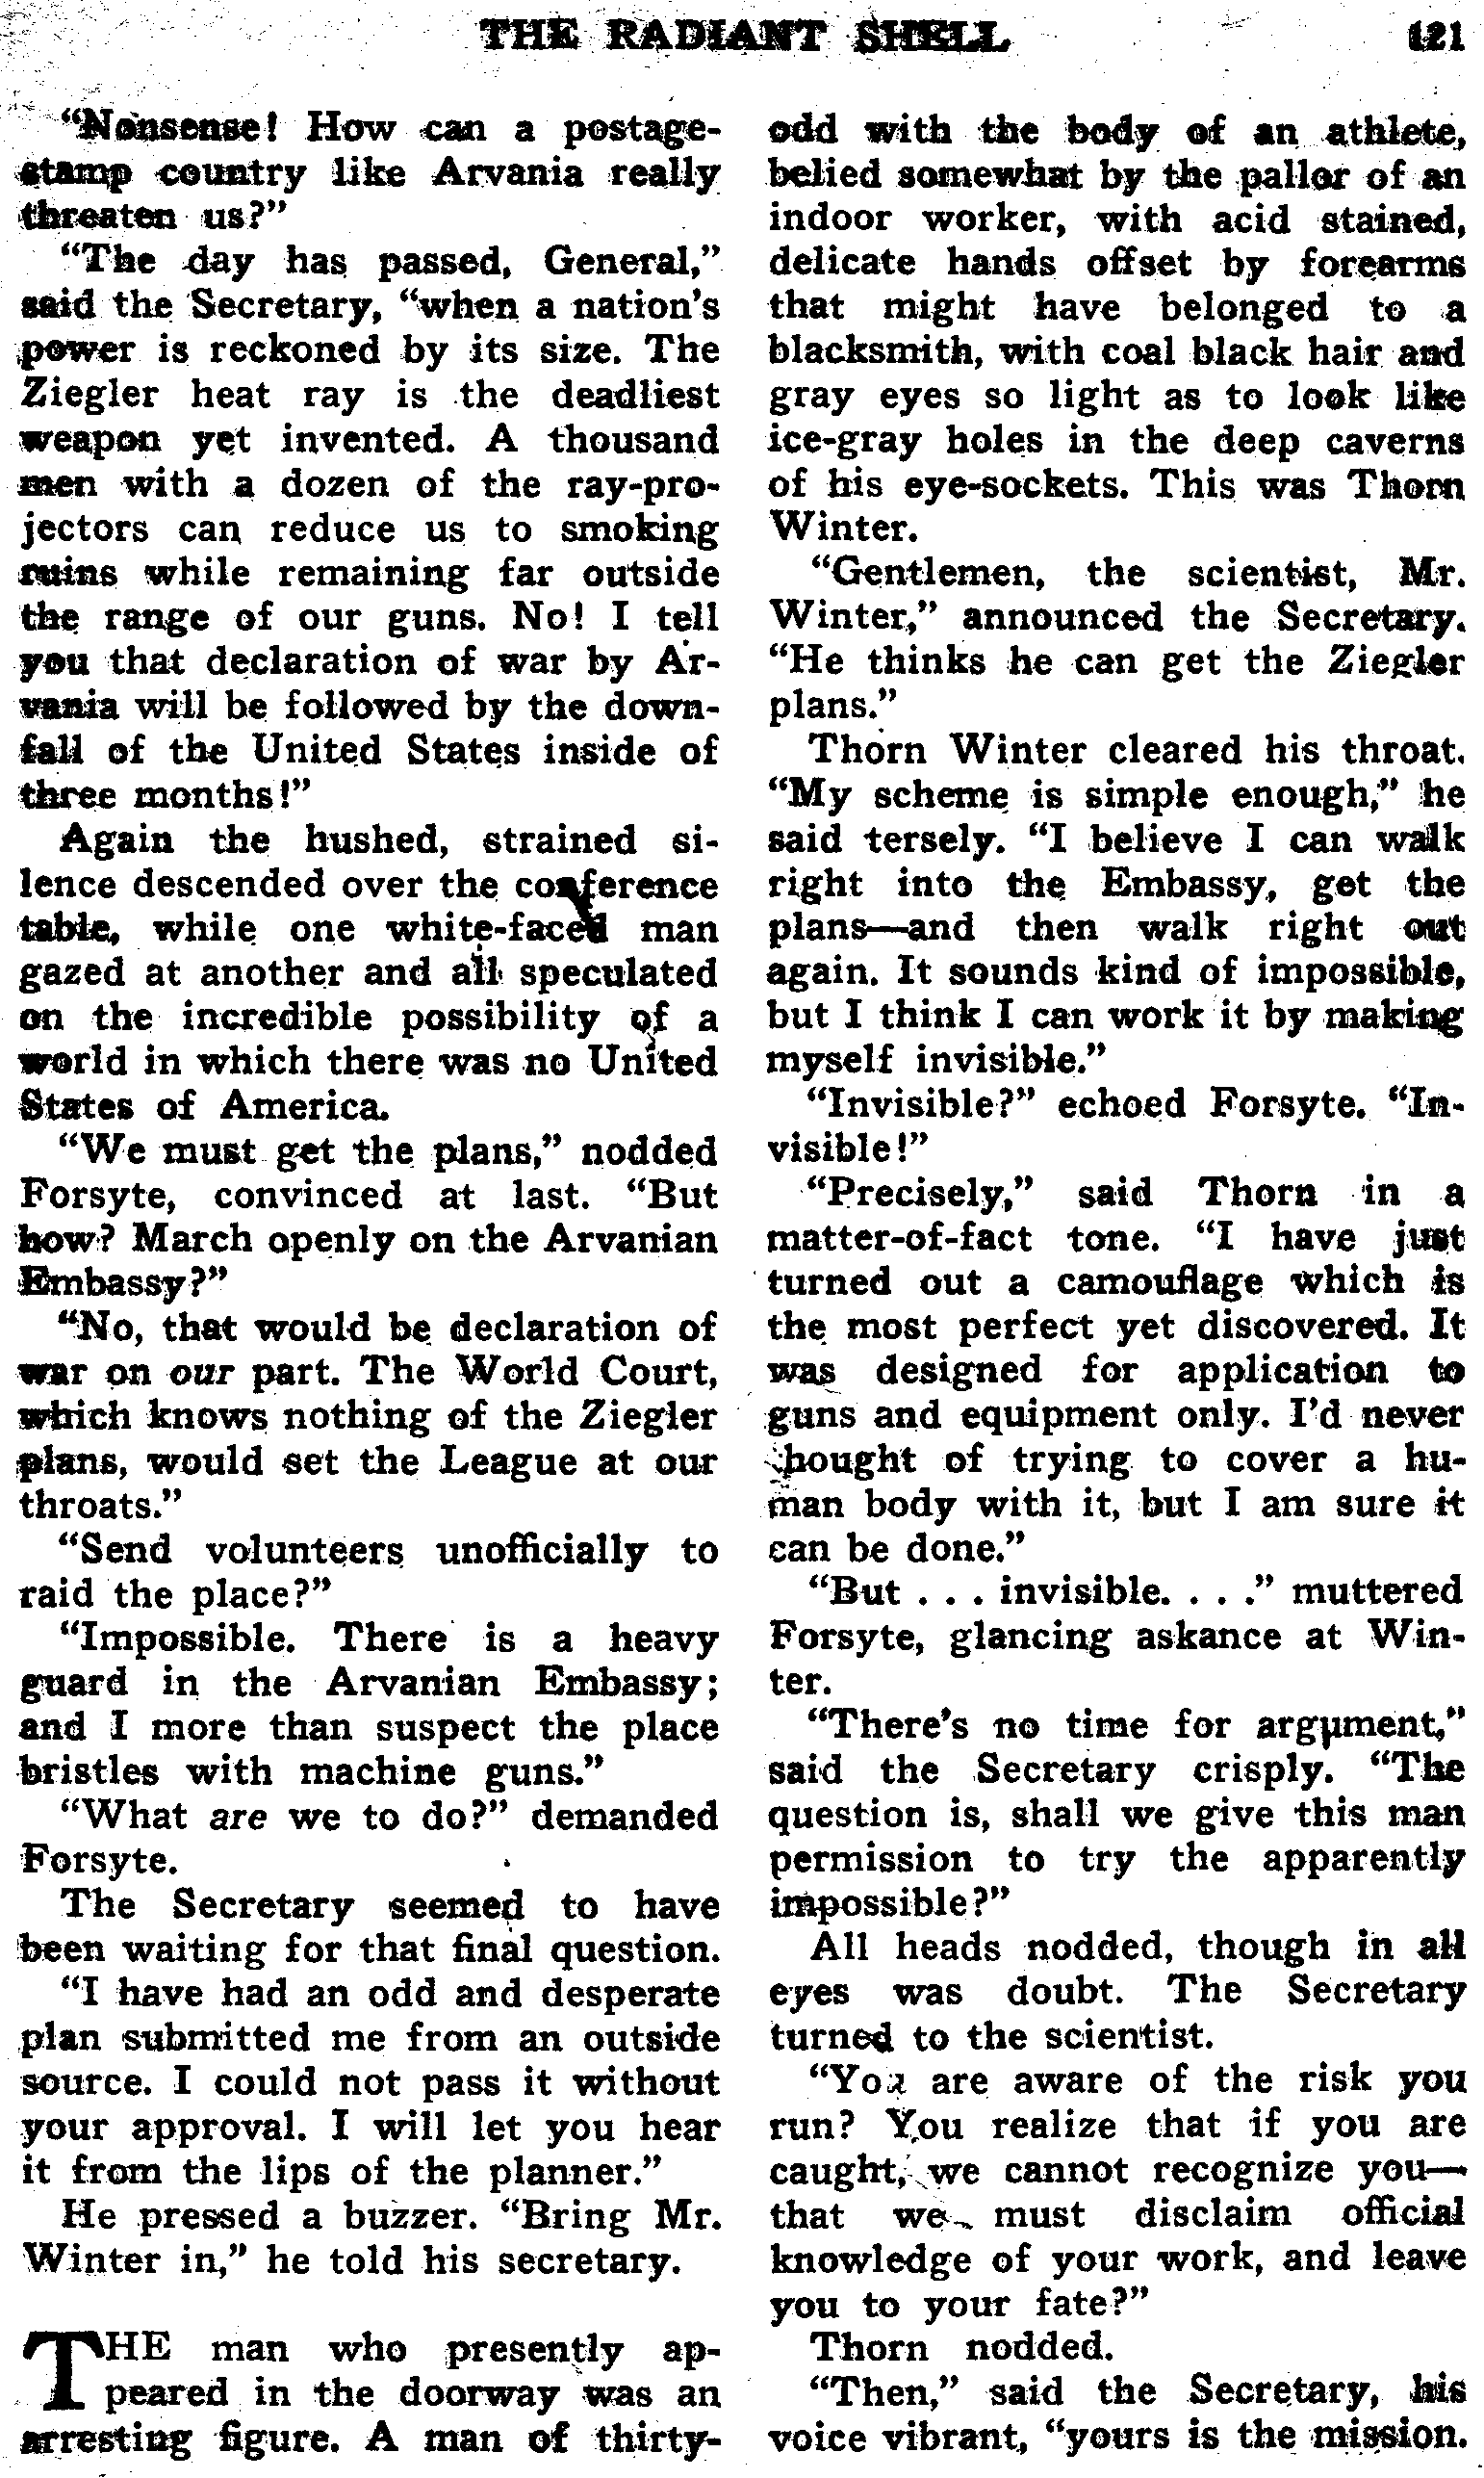 THE RADIANT SHELL 121
"Nonsense! How can a postage-
stamp country like Arvania really
threaten us?"
"The day has passed, General,"
said the Secretary, "when a nation's
power is reckoned by its size. The
Ziegler heat ray is the deadliest
weapon yet invented. A thousand
men with a dozen of the ray-pro-
jectors can reduce us to smoking
ruins while remaining far outside
the range of our guns. No! I tell
you that declaration of war by Ar-
vania will be followed by the down-
fall of the United States inside of
three months!"
Again the hushed, strained si-
lence descended over the conference
table, while one white-faced man
gazed at another and all speculated
on the incredible possibility of a
world in which there was no United
States of America.
"We must get the plans," nodded
Forsyte, convinced at last. "But
how? March openly on the Arvanian
Embassy?"
"No, that would be declaration of
war on our part. The World Court,
which knows nothing of the Ziegler
plans, would set the League at our
throats."
"Send volunteers unofficially to
raid the place?"
"Impossible. There is a heavy
guard in the Arvanian Embassy;
and I more than suspect the place
bristles with machine guns."
"What are we to do?" demanded
Forsyte.
The Secretary seemed to have
been waiting for that final question.
"I have had an odd and desperate
plan submitted me from an outside
source. I could not pass it without
your approval. I will let you hear
it from the lips of the planner."
He pressed a buzzer. "Bring Mr.
Winter in," he told his secretary.
THE man who presently ap-
peared in the doorway was an
arresting figure. A man of thirty-
odd with the body of an athlete,
belied somewhat by the pallor of an
indoor worker, with acid stained,
delicate hands offset by forearms
that might have belonged to a
blacksmith, with coal black hair and
gray eyes so light as to look like
ice-gray holes in the deep caverns
of his eye-sockets. This was Thorn
Winter.
"Gentlemen, the scientist, Mr.
Winter," announced the Secretary.
"He thinks he can get the Ziegler
plans."
Thorn Winter cleared his throat.
"My scheme is simple enough," he
said tersely. "I believe I can walk
right into the Embassy, get the
plans—and then walk right out
again. It sounds kind of impossible,
but I think I can work it by making
myself invisible."
"Invisible?" echoed Forsyte. "In-
visible!"
"Precisely," said Thorn in a
matter-of-fact tone. "I have just
turned out a camouflage which is
the most perfect yet discovered. It
was designed for application to
guns and equipment only. I'd never
thought of trying to cover a hu-
man body with it, but I am sure it
can be done."
"But . . . invisible. . . ." muttered
Forsyte, glancing askance at Win-
ter.
"There's no time for argument,"
said the Secretary crisply. "The
question is, shall we give this man
permission to try the apparently
impossible?"
All heads nodded, though in all
eyes was doubt. The Secretary
turned to the scientist.
"You are aware of the risk you
run? You realize that if you are
caught, we cannot recognize you—
that we must disclaim official
knowledge of your work, and leave
you to your fate?"
Thorn nodded.
"Then," said the Secretary, his
voice vibrant, "yours is the mission.